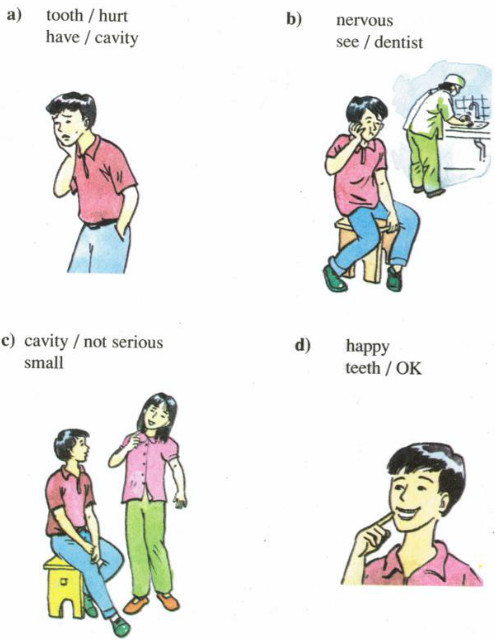 a) tooth / hurt
have / cavity
b) nervous
see / dentist
c) cavity / not serious
small
d) happy
teeth / OK